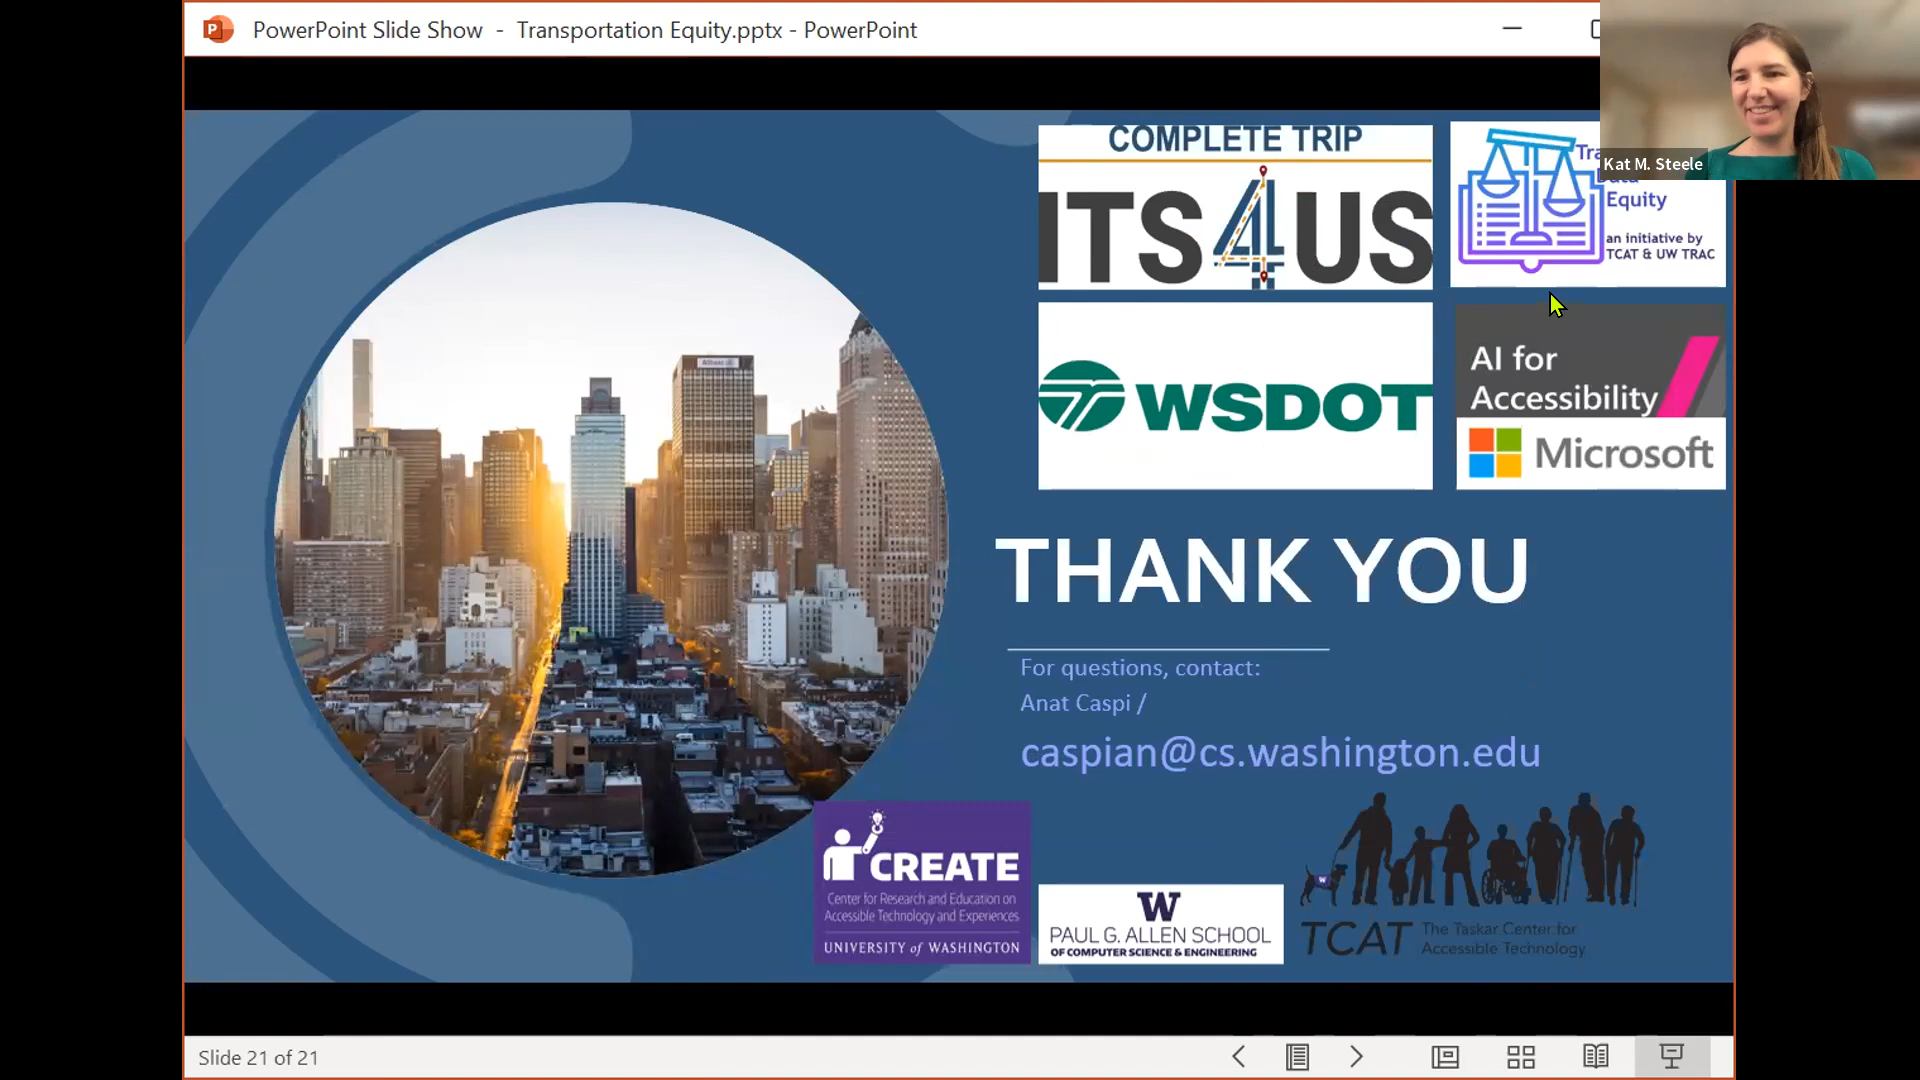 PowerPoint Slide Show - Transportation Equity.pptx - PowerPoint
Kat M. Steele
COMPLETE TRIP
ITS4US
Equity
an initiative by
TCAT & UW TRAC
WSDOT
AI for
Accessibility
Microsoft
THANK YOU
For questions, contact:
Anat Caspi /
caspian@cs.washington.edu
CREATE
Center for Research and Education on
Accessible Technology and Experiences
UNIVERSITY of WASHINGTON
W
PAUL G. ALLEN SCHOOL
OF COMPUTER SCIENCE & ENGINEERING
W
TCAT
The Taskar Center for
Accessible Technology
Slide 21 of 21